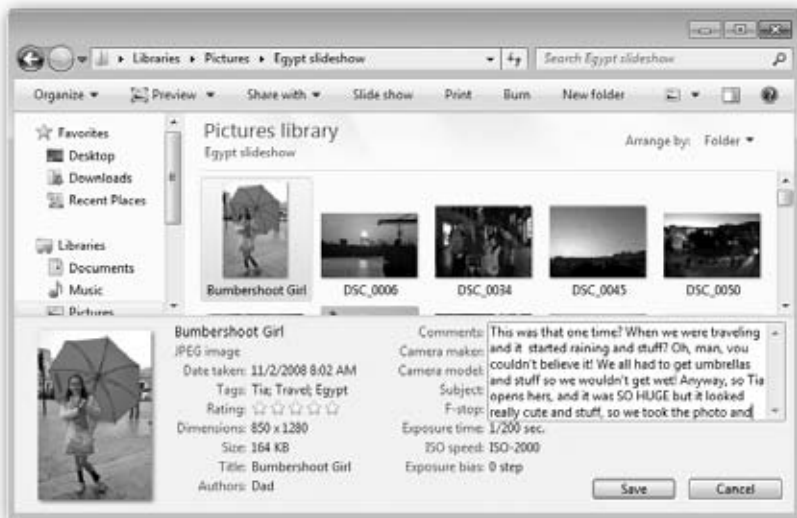 Libraries ▸ Pictures ▸ Egypt slideshow
Search Egypt slideshow
Organize Preview Share with Slide show Print Burn New folder
Favorites
Desktop
Downloads
Recent Places
Libraries
Documents
Music
Pictures
Pictures library
Egypt slideshow
Arrange by: Folder
Bumbershoot Girl
DSC_0006
DSC_0034
DSC_0045
DSC_0050
Bumbershoot Girl
JPEG image
Date taken: 11/2/2008 8:02 AM
Tags: Tia; Travel; Egypt
Rating:
Dimensions: 850 x 1280
Size: 164 KB
Title: Bumbershoot Girl
Authors: Dad
Comments:
Camera maker:
Camera model:
Subject:
F-stop:
This was that one time? When we were traveling
and it started raining and stuff? Oh, man, you
couldn't believe it! We all had to get umbrellas
and stuff so we wouldn't get wet! Anyway, so Tia
opens hers, and it was SO HUGE but it looked
really cute and stuff, so we took the photo and
Exposure time: 1/200 sec.
ISO speed: ISO-2000
Exposure bias: 0 step
Save
Cancel